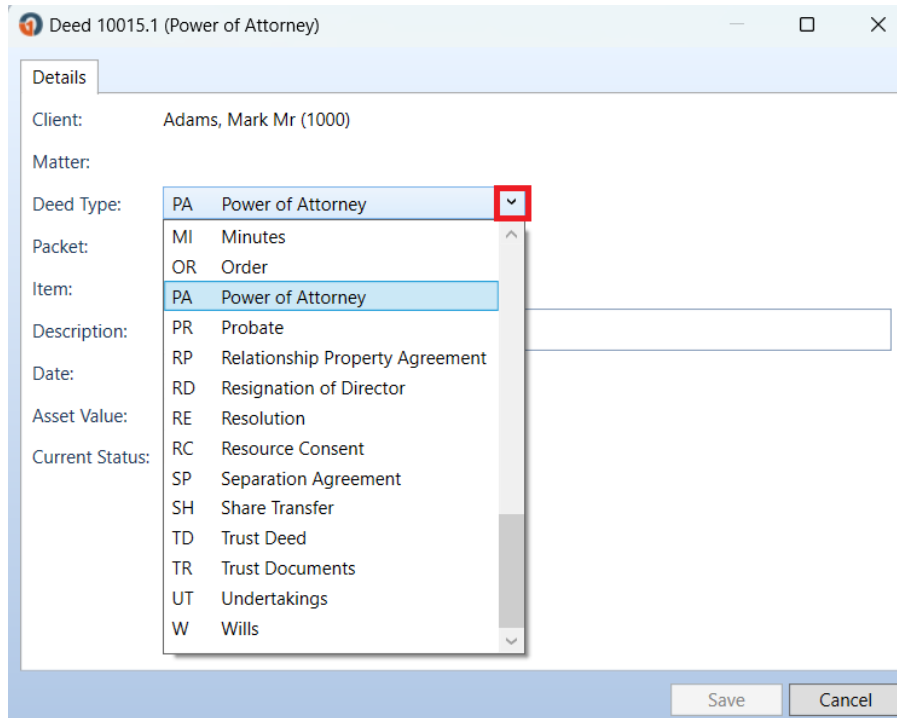 Deed 10015.1 (Power of Attorney)
Details
Client: Adams, Mark Mr (1000)
Matter:
Deed Type: PA Power of Attorney
Packet:
Item:
Description:
Date:
Asset Value:
Current Status:
MI Minutes
OR Order
PA Power of Attorney
PR Probate
RP Relationship Property Agreement
RD Resignation of Director
RE Resolution
RC Resource Consent
SP Separation Agreement
SH Share Transfer
TD Trust Deed
TR Trust Documents
UT Undertakings
W Wills
Save Cancel